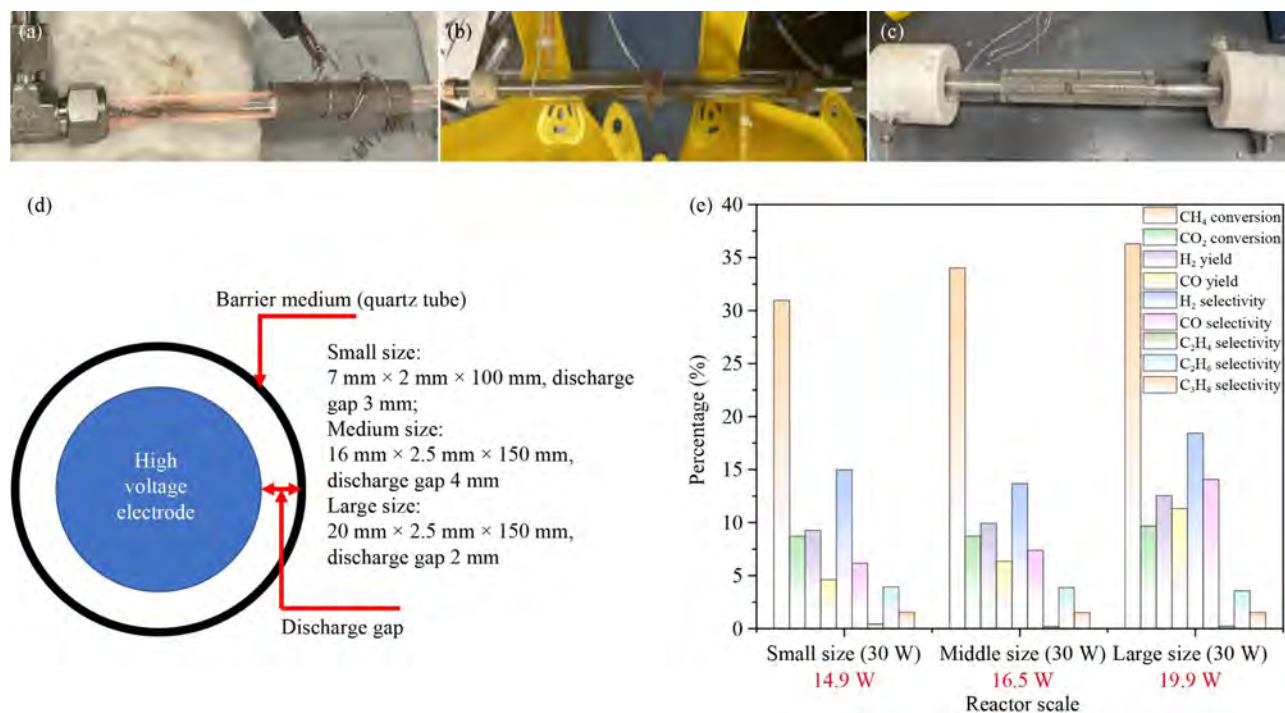 (a)
(b)
(c)
(d)
Barrier medium (quartz tube)
Small size:
7 mm × 2 mm × 100 mm, discharge
gap 3 mm;
Medium size:
16 mm × 2.5 mm × 150 mm,
discharge gap 4 mm
Large size:
20 mm × 2.5 mm × 150 mm,
discharge gap 2 mm
High
voltage
electrode
Discharge gap
(e)
40
35
30
25
20
15
10
5
0
Percentage (%)
CH₄ conversion
CO₂ conversion
H₂ yield
CO yield
H₂ selectivity
CO selectivity
C₂H₄ selectivity
C₂H₆ selectivity
C₃H₈ selectivity
Small size (30 W) Middle size (30 W) Large size (30 W)
14.9 W 16.5 W 19.9 W
Reactor scale